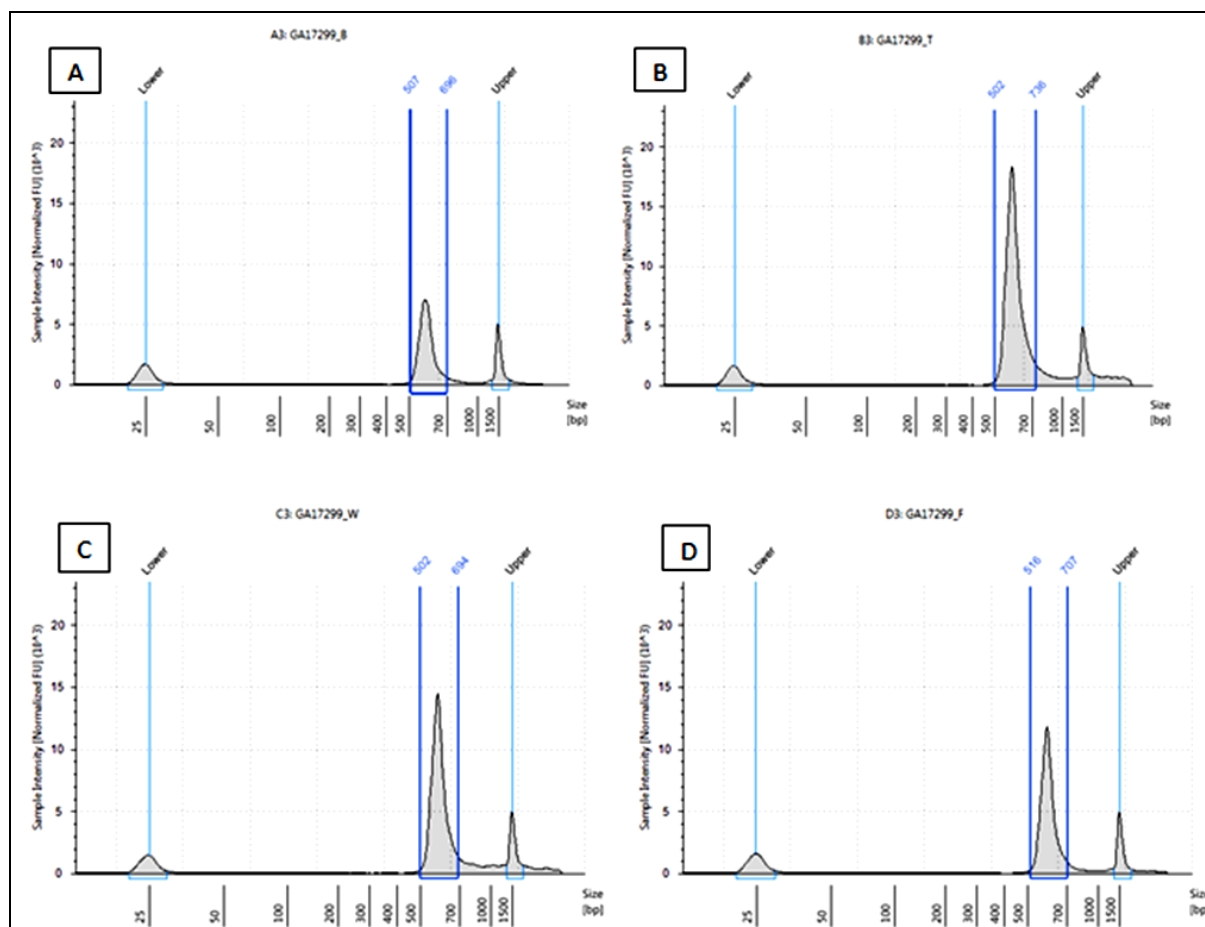 A3: GA17299_B
A
Lower
507
696
Upper
Sample Intensity [Normalized FU] (10^3)
20
15
10
5
0
25
50
100
200
300
400
500
700
1000
1500
Size
[bp]
B3: GA17299_T
B
Lower
502
736
Upper
Sample Intensity [Normalized FU] (10^3)
20
15
10
5
0
25
50
100
200
300
400
500
700
1000
1500
Size
[bp]
C3: GA17299_W
C
Lower
502
694
Upper
Sample Intensity [Normalized FU] (10^3)
20
15
10
5
0
25
50
100
200
300
400
500
700
1000
1500
Size
[bp]
D3: GA17299_F
D
Lower
516
707
Upper
Sample Intensity [Normalized FU] (10^3)
20
15
10
5
0
25
50
100
200
300
400
500
700
1000
1500
Size
[bp]